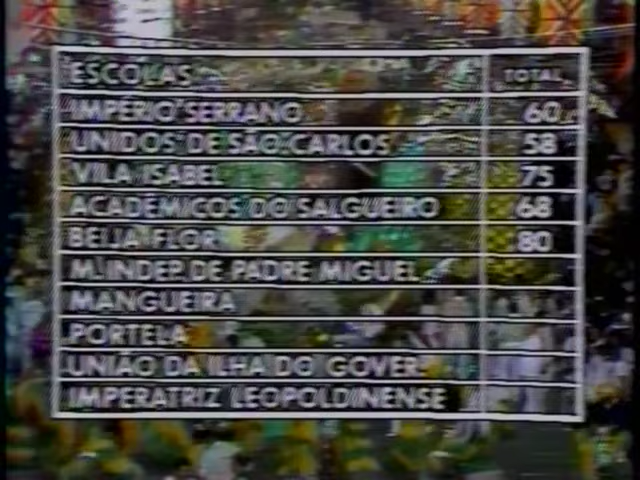 ESCOLAS TOTAL
IMPÉRIO SERRANO 60
UNIDOS DE SÃO CARLOS 58
VILA ISABEL 75
ACADÊMICOS DO SALGUEIRO 68
BEIJA FLOR 80
M. INDEP. DE PADRE MIGUEL
MANGUEIRA
PORTELA
UNIÃO DA ILHA DO GOVER.
IMPERATRIZ LEOPOLDINENSE